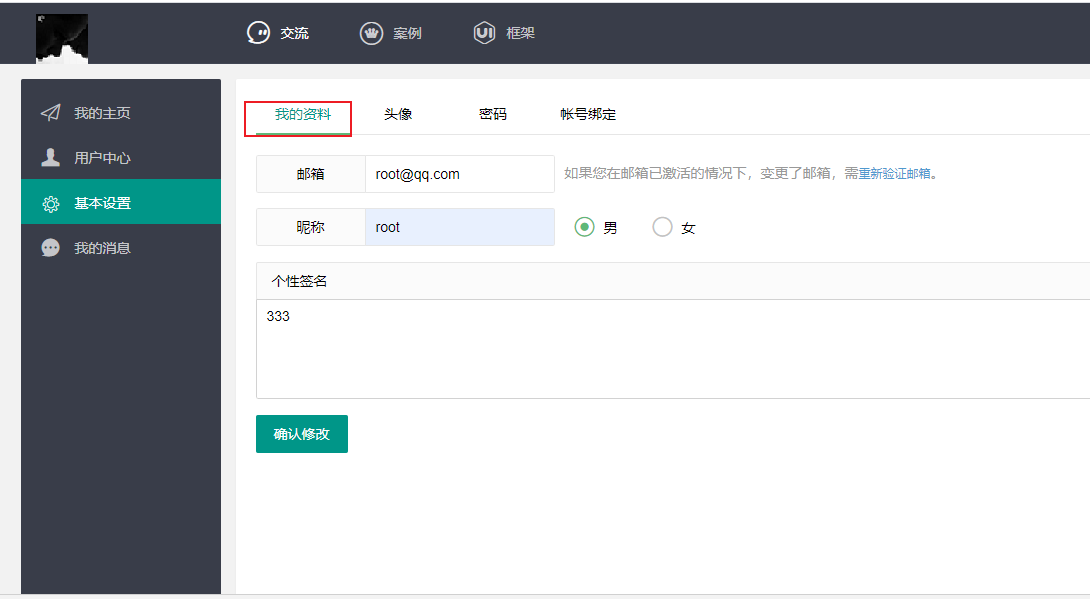 交流 案例 UI 框架
我的主页
用户中心
基本设置
我的消息
我的资料 头像 密码 帐号绑定
邮箱 root@qq.com 如果您在邮箱已激活的情况下，变更了邮箱，需重新验证邮箱。
昵称 root 男 女
个性签名
333
确认修改